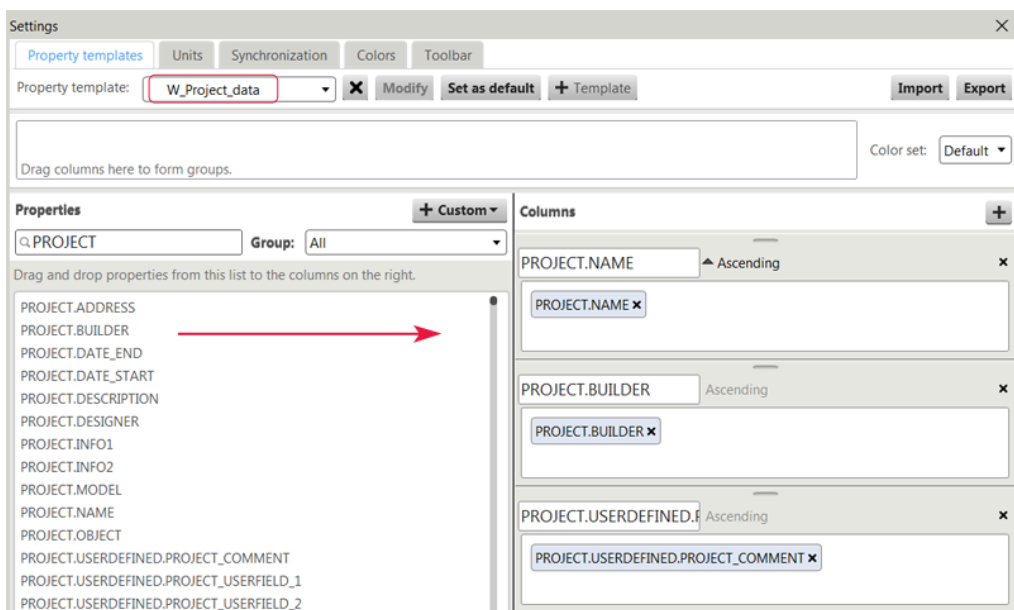 Settings
Property templates Units Synchronization Colors Toolbar
Property template: W_Project_data Modify Set as default + Template Import Export
Drag columns here to form groups.
Color set: Default
Properties + Custom
PROJECT Group: All
Drag and drop properties from this list to the columns on the right.
PROJECT.ADDRESS
PROJECT.BUILDER
PROJECT.DATE_END
PROJECT.DATE_START
PROJECT.DESCRIPTION
PROJECT.DESIGNER
PROJECT.INFO1
PROJECT.INFO2
PROJECT.MODEL
PROJECT.NAME
PROJECT.OBJECT
PROJECT.USERDEFINED.PROJECT_COMMENT
PROJECT.USERDEFINED.PROJECT_USERFIELD_1
PROJECT.USERDEFINED.PROJECT_USERFIELD_2
Columns +
PROJECT.NAME Ascending
PROJECT.NAME
PROJECT.BUILDER Ascending
PROJECT.BUILDER
PROJECT.USERDEFINED.P Ascending
PROJECT.USERDEFINED.PROJECT_COMMENT